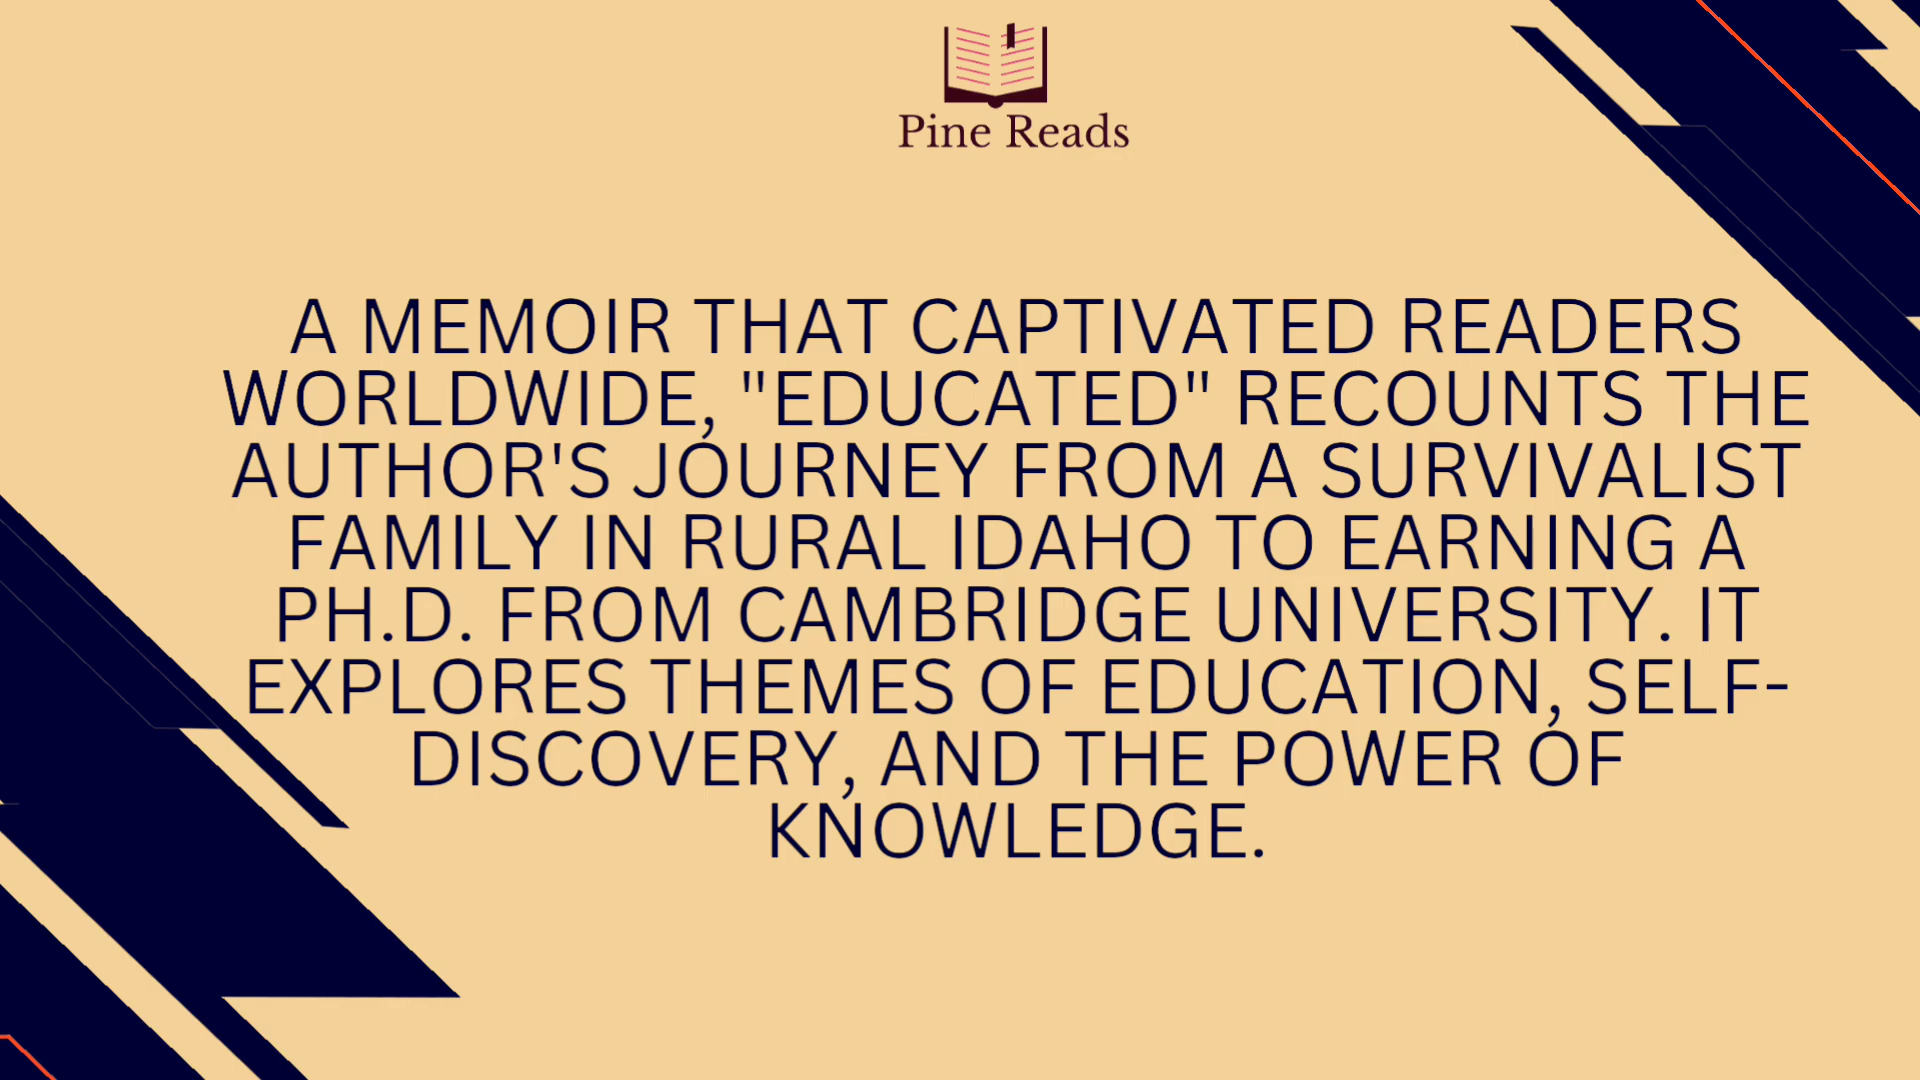 Pine Reads
A MEMOIR THAT CAPTIVATED READERS
WORLDWIDE, "EDUCATED" RECOUNTS THE
AUTHOR'S JOURNEY FROM A SURVIVALIST
FAMILY IN RURAL IDAHO TO EARNING A
PH.D. FROM CAMBRIDGE UNIVERSITY. IT
EXPLORES THEMES OF EDUCATION, SELF-
DISCOVERY, AND THE POWER OF
KNOWLEDGE.